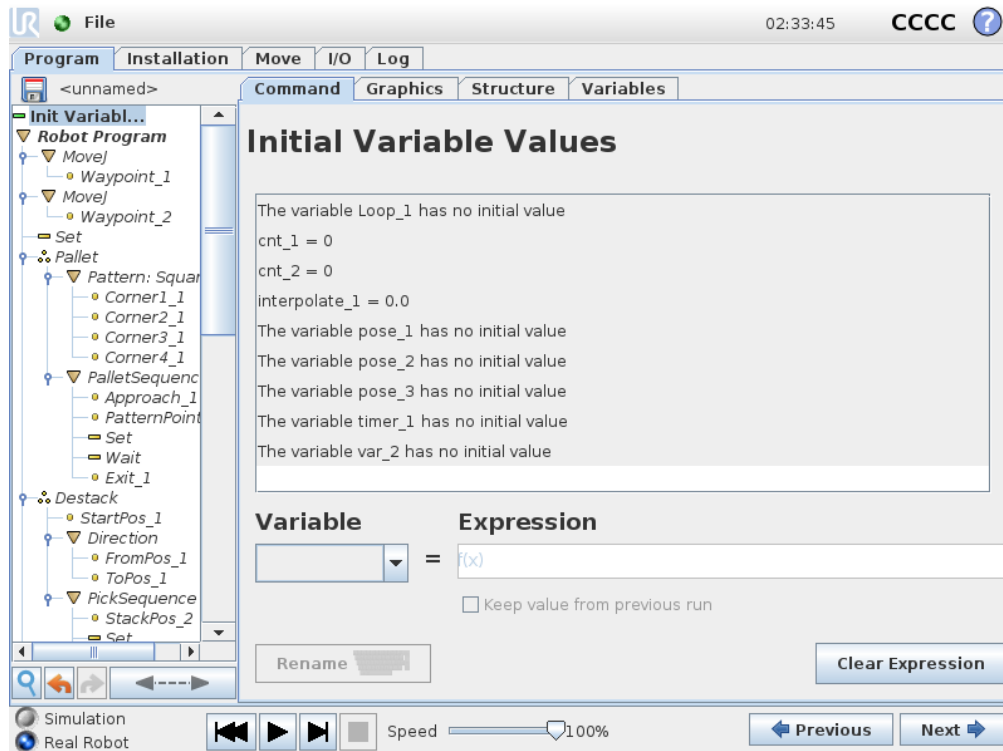 UR File 02:33:45 CCCC ?
Program Installation Move I/O Log
<unnamed>
Command Graphics Structure Variables
Init Variabl...
Robot Program
MoveJ
Waypoint_1
MoveJ
Waypoint_2
Set
Pallet
Pattern: Squar
Corner1_1
Corner2_1
Corner3_1
Corner4_1
PalletSequenc
Approach_1
PatternPoint
Set
Wait
Exit_1
Destack
StartPos_1
Direction
FromPos_1
ToPos_1
PickSequence
StackPos_2
Set
Initial Variable Values
The variable Loop_1 has no initial value
cnt_1 = 0
cnt_2 = 0
interpolate_1 = 0.0
The variable pose_1 has no initial value
The variable pose_2 has no initial value
The variable pose_3 has no initial value
The variable timer_1 has no initial value
The variable var_2 has no initial value
Variable Expression
= f(x)
Keep value from previous run
Rename
Clear Expression
Simulation
Real Robot
Speed 100%
Previous Next